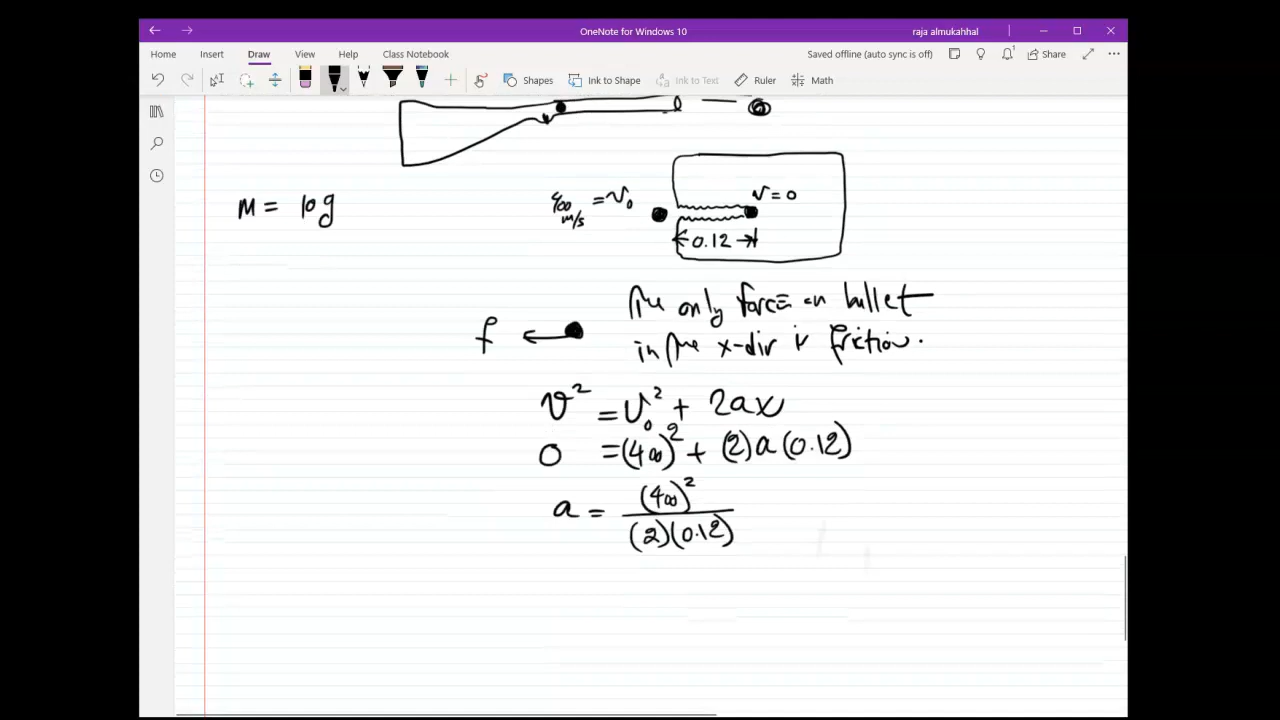 OneNote for Windows 10
raja almukahhal
Home Insert Draw View Help Class Notebook
Saved offline (auto sync is off)
Share
Shapes Ink to Shape Ink to Text Ruler Math
M = 10 g
400 m/s = V₀
V = 0
0.12
The only force on bullet
in the x-dir is friction.
f
v² = V₀² + 2ax
0 = (400)² + (2)a(0.12)
a = (400)² / (2)(0.12)